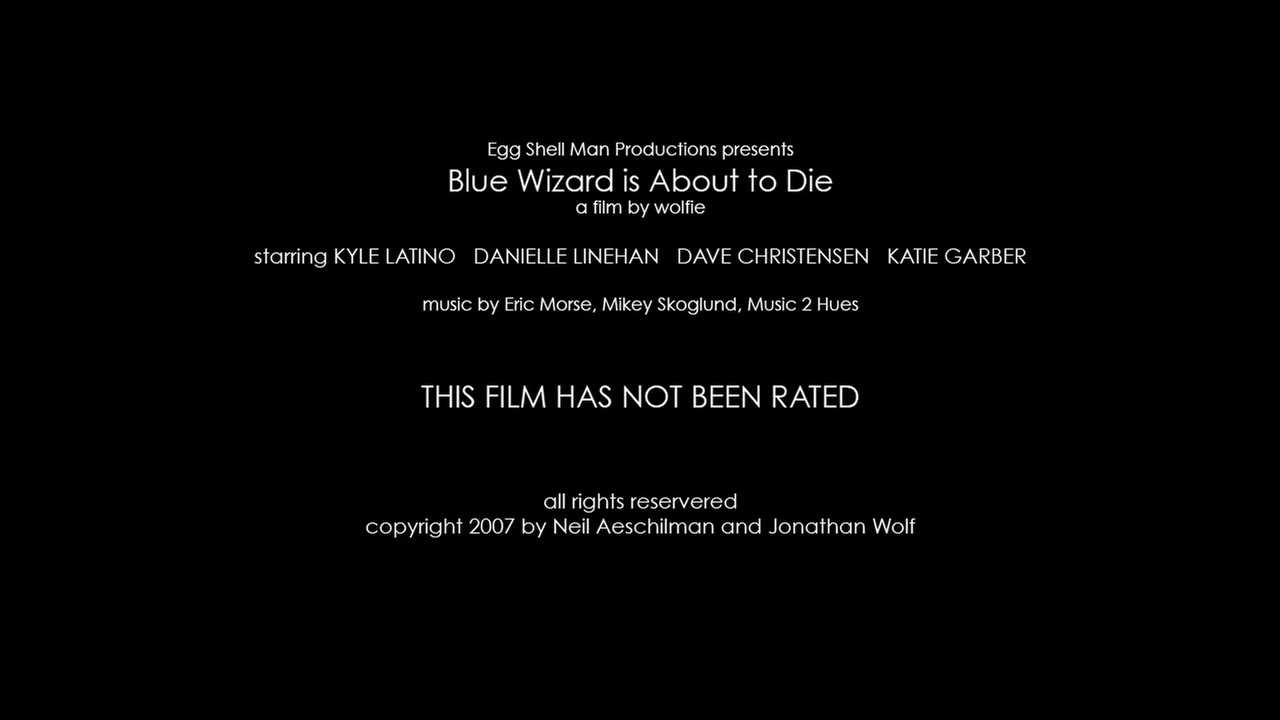 Egg Shell Man Productions presents
Blue Wizard is About to Die
a film by wolfie
starring KYLE LATINO DANIELLE LINEHAN DAVE CHRISTENSEN KATIE GARBER
music by Eric Morse, Mikey Skoglund, Music 2 Hues
THIS FILM HAS NOT BEEN RATED
all rights reservered
copyright 2007 by Neil Aeschilman and Jonathan Wolf